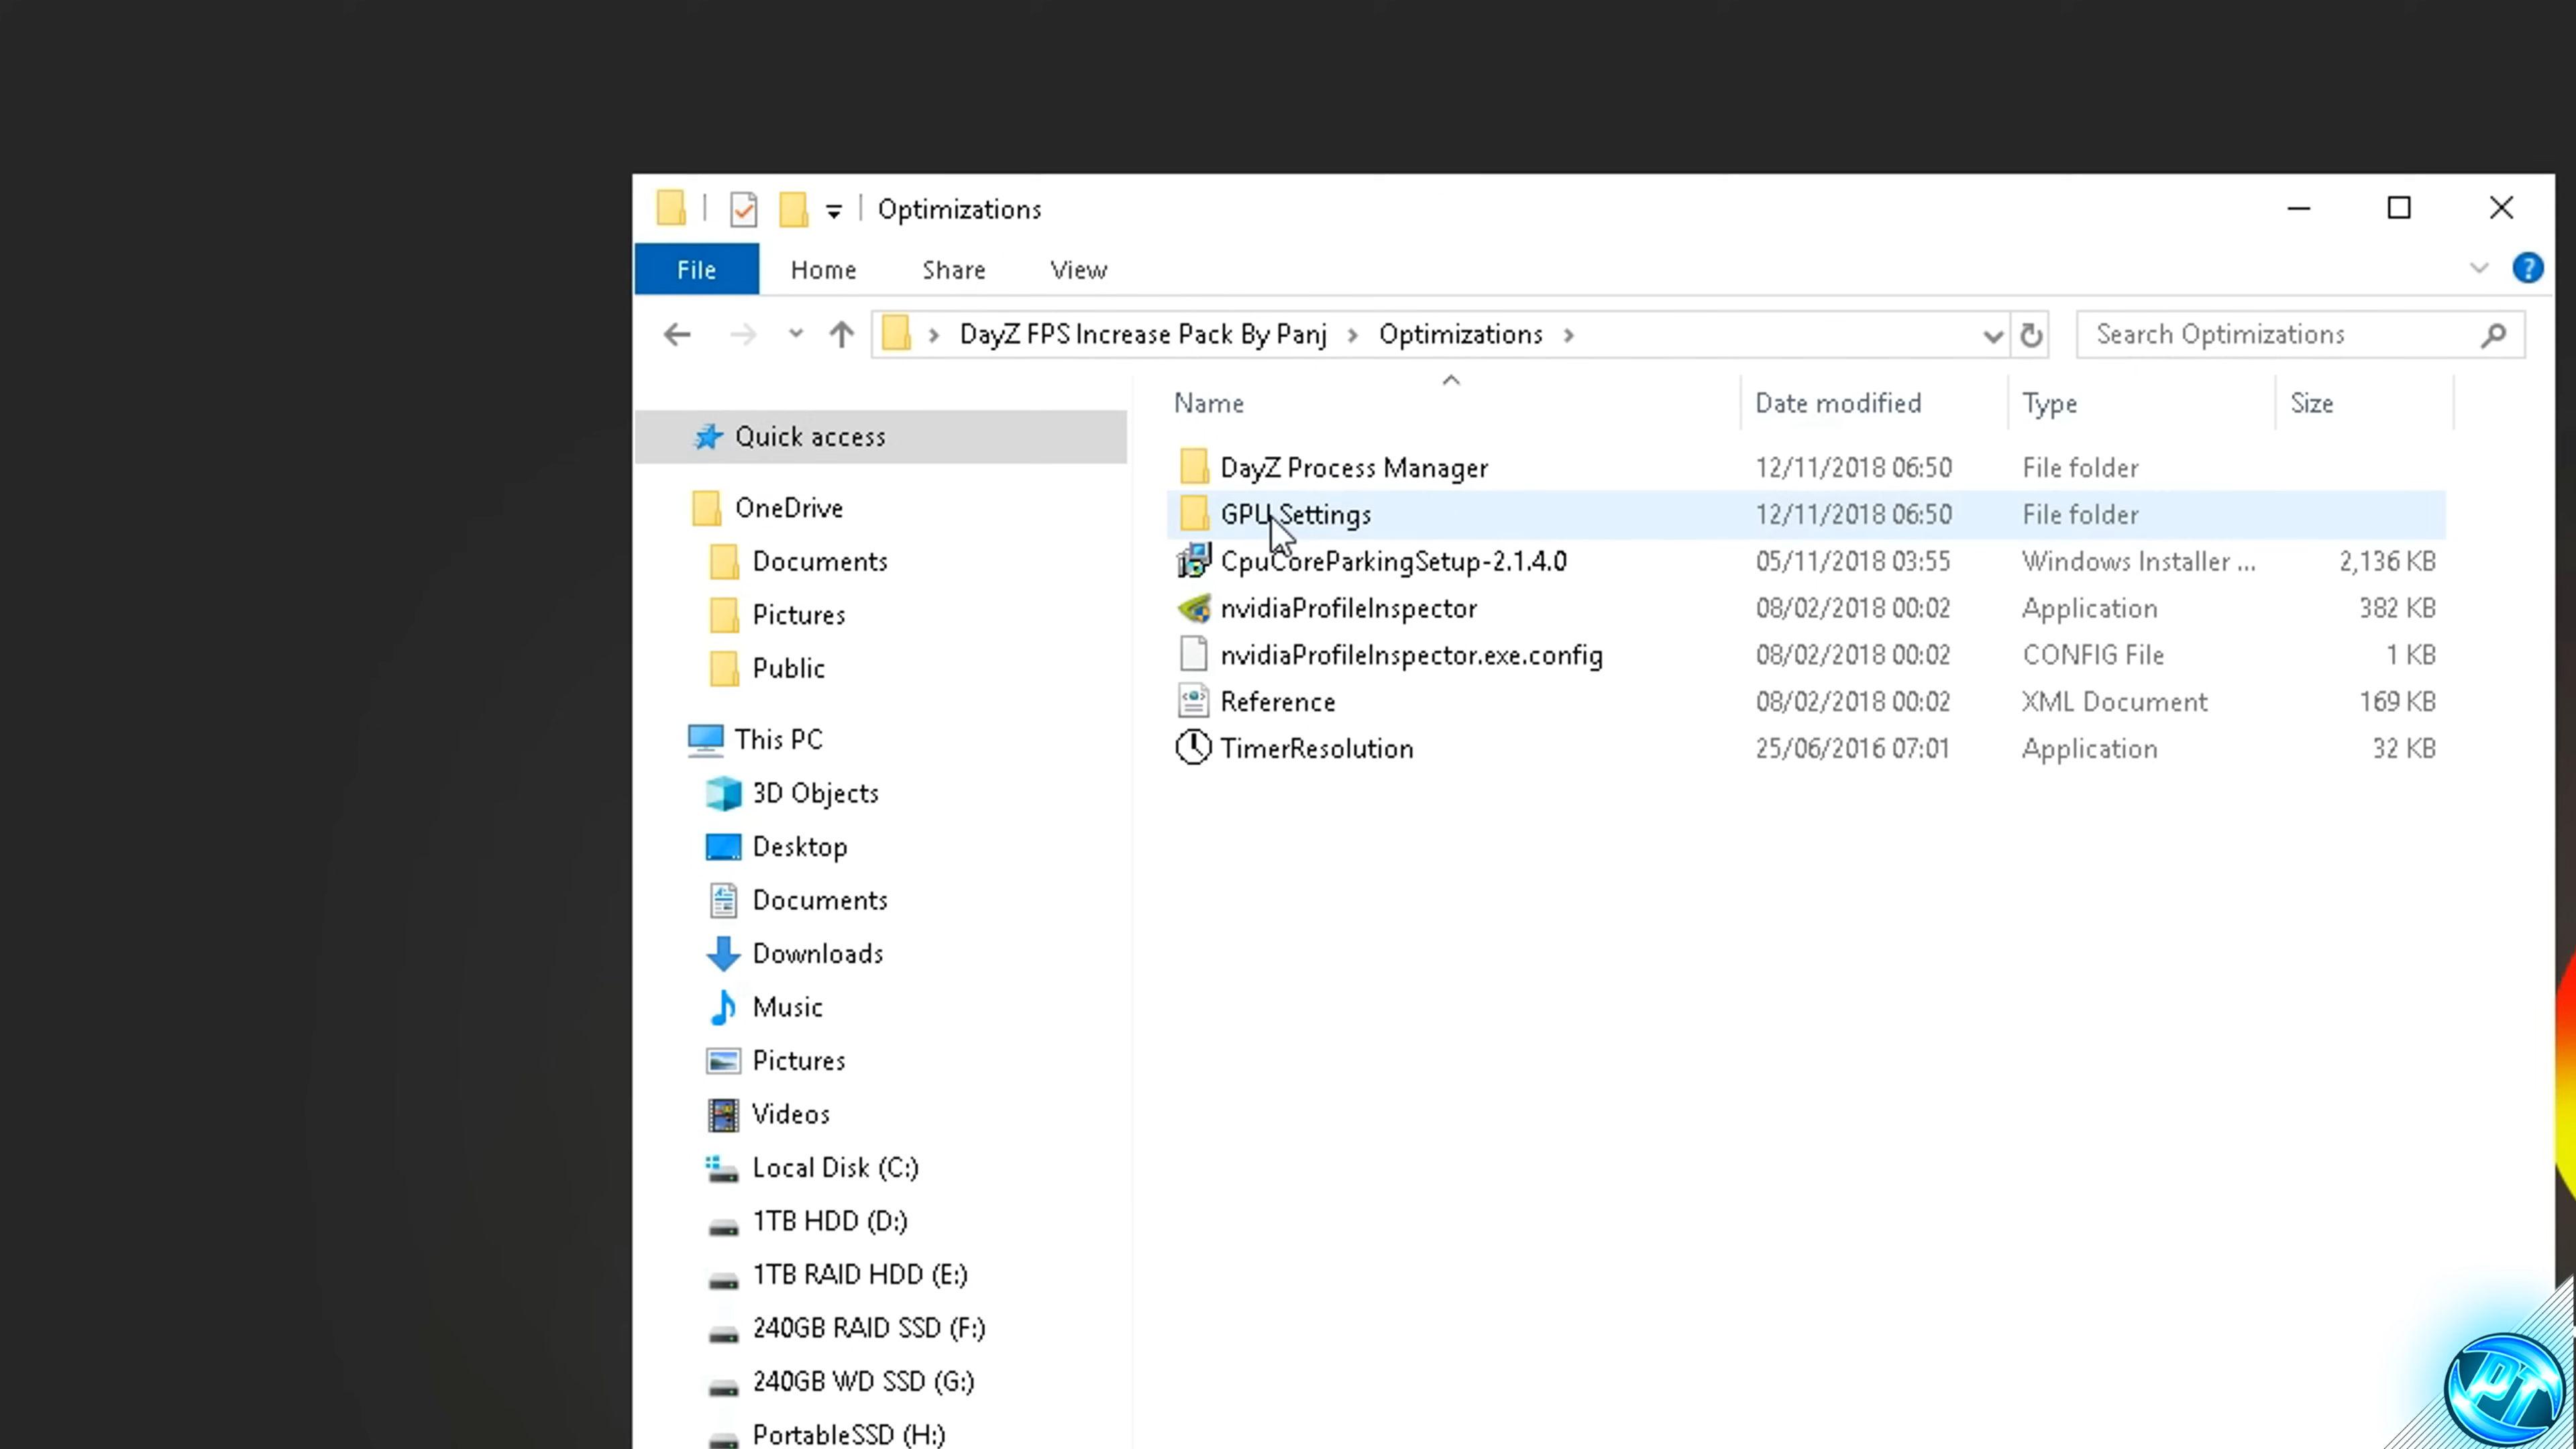 Optimizations
File Home Share View
DayZ FPS Increase Pack By Panj Optimizations Search Optimizations
Name Date modified Type Size
Quick access
OneDrive
Documents
Pictures
Public
This PC
3D Objects
Desktop
Documents
Downloads
Music
Pictures
Videos
Local Disk (C:)
1TB HDD (D:)
1TB RAID HDD (E:)
240GB RAID SSD (F:)
240GB WD SSD (G:)
PortableSSD (H:)
DayZ Process Manager 12/11/2018 06:50 File folder
GPU Settings 12/11/2018 06:50 File folder
CpuCoreParkingSetup-2.1.4.0 05/11/2018 03:55 Windows Installer ... 2,136 KB
nvidiaProfileInspector 08/02/2018 00:02 Application 382 KB
nvidiaProfileInspector.exe.config 08/02/2018 00:02 CONFIG File 1 KB
Reference 08/02/2018 00:02 XML Document 169 KB
TimerResolution 25/06/2016 07:01 Application 32 KB
PT